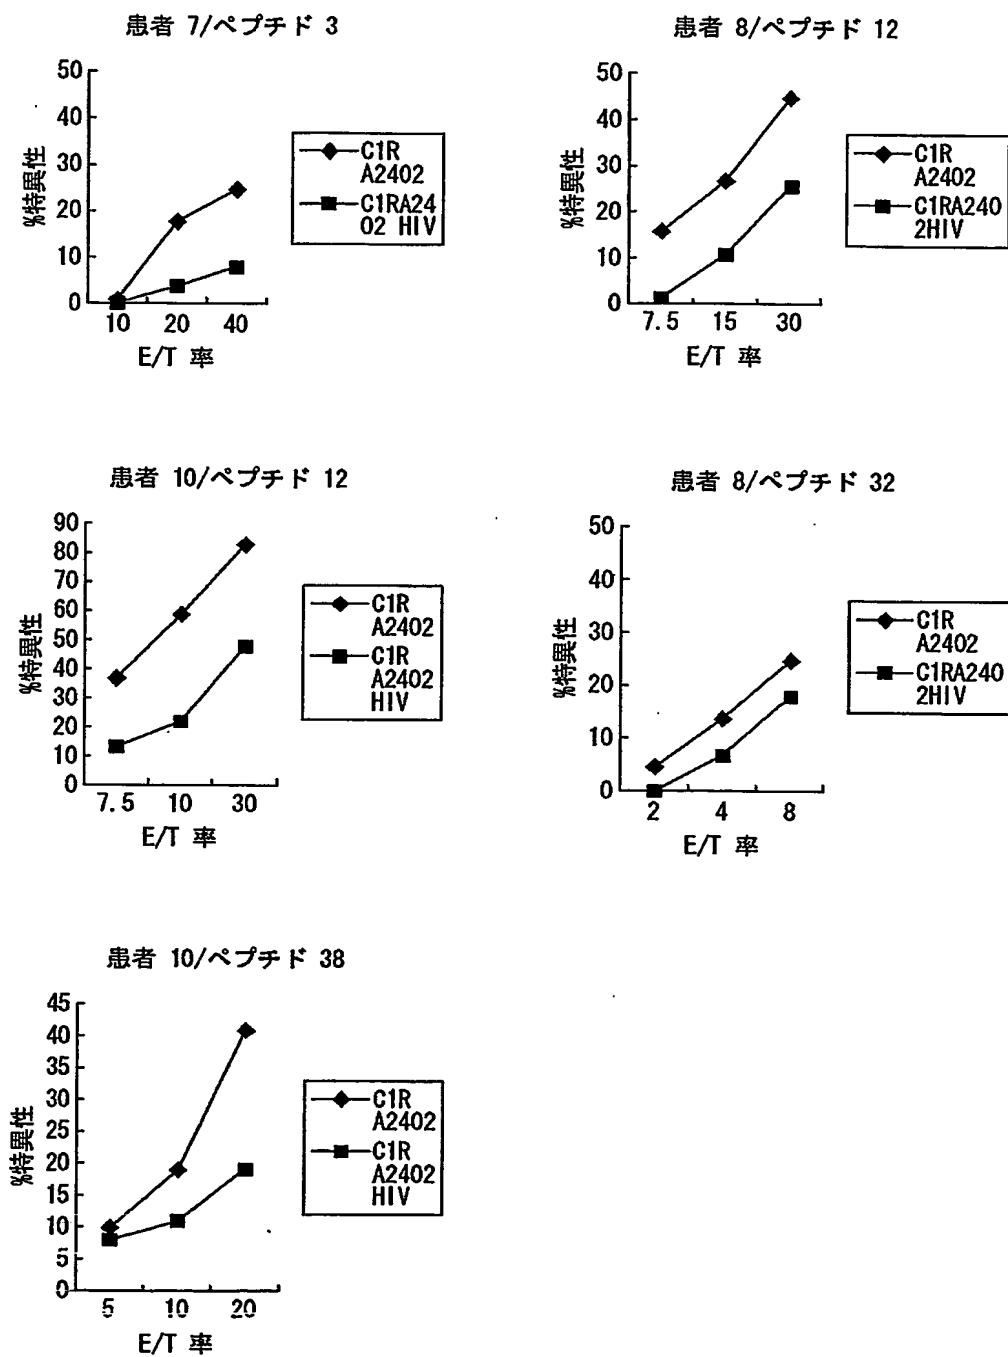 患者 7/ペプチド 3
50
40
30
20
10
0
%特異性
10 20 40
E/T 率
C1R
A2402
C1RA24
02 HIV
患者 8/ペプチド 12
50
40
30
20
10
0
%特異性
7.5 15 30
E/T 率
C1R
A2402
C1RA240
2HIV
患者 10/ペプチド 12
90
80
70
60
50
40
30
20
10
0
%特異性
7.5 10 30
E/T 率
C1R
A2402
C1R
A2402
HIV
患者 8/ペプチド 32
50
40
30
20
10
0
%特異性
2 4 8
E/T 率
C1R
A2402
C1RA240
2HIV
患者 10/ペプチド 38
45
40
35
30
25
20
15
10
5
0
%特異性
5 10 20
E/T 率
C1R
A2402
C1R
A2402
HIV